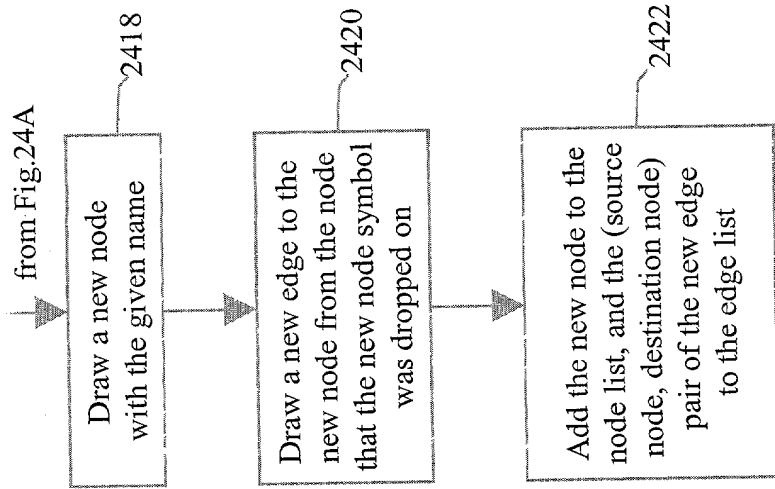 from Fig.24A
Draw a new node
with the given name
2418
Draw a new edge to the
new node from the node
that the new node symbol
was dropped on
2420
Add the new node to the
node list, and the (source
node, destination node)
pair of the new edge
to the edge list
2422